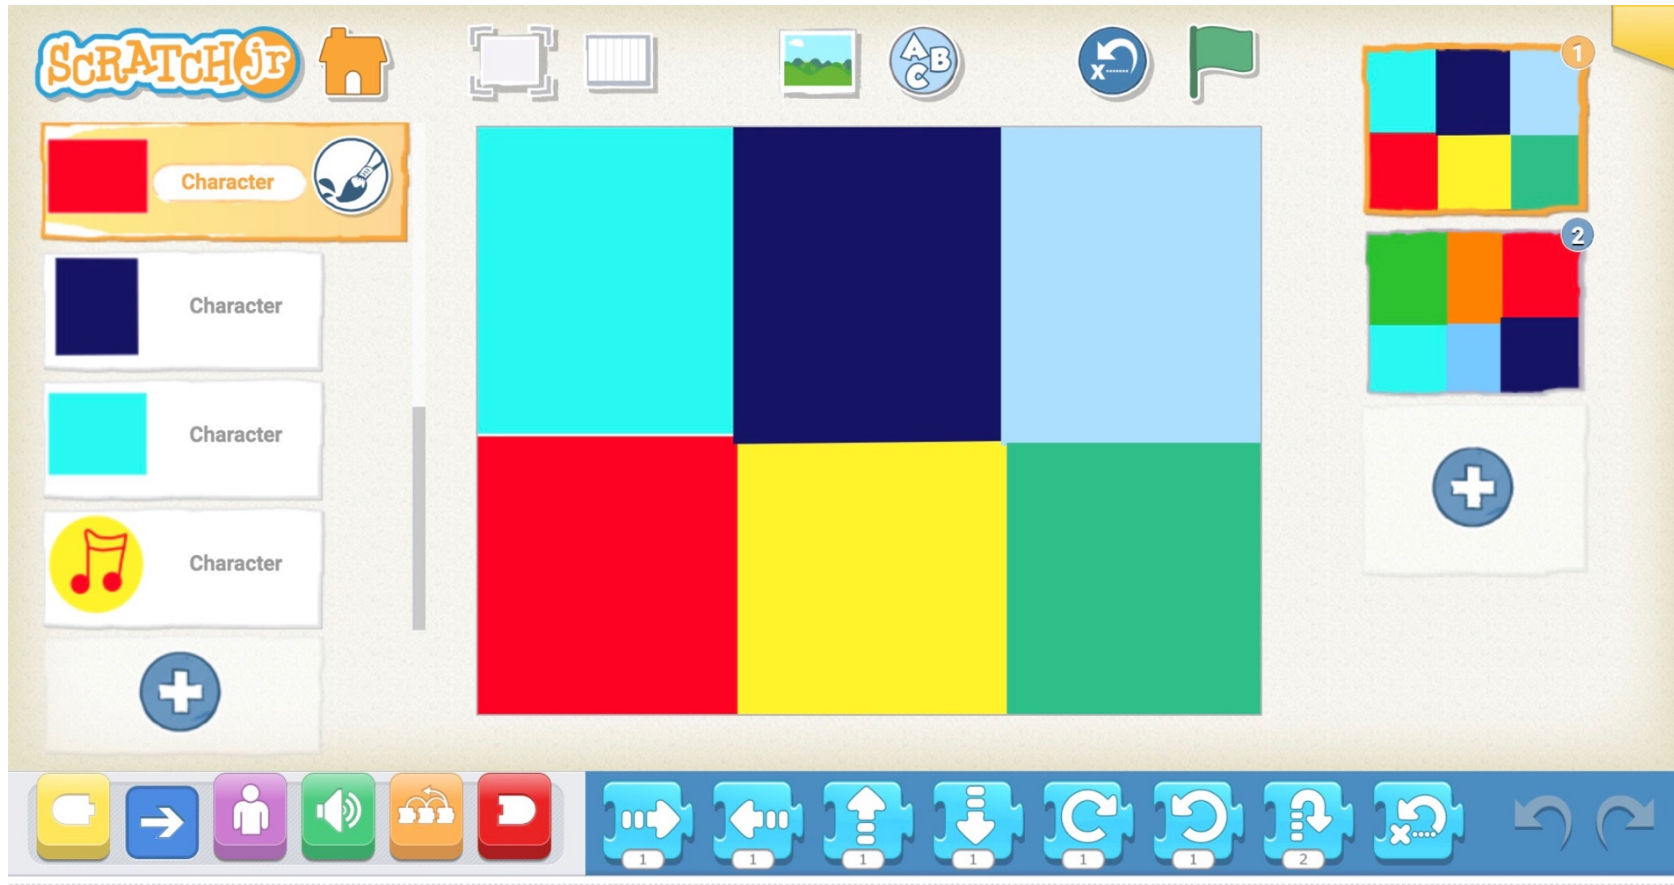 SCRATCHJr
A B C
x
1
Character
2
Character
Character
Character
1 1 1 1 1 1 2 x